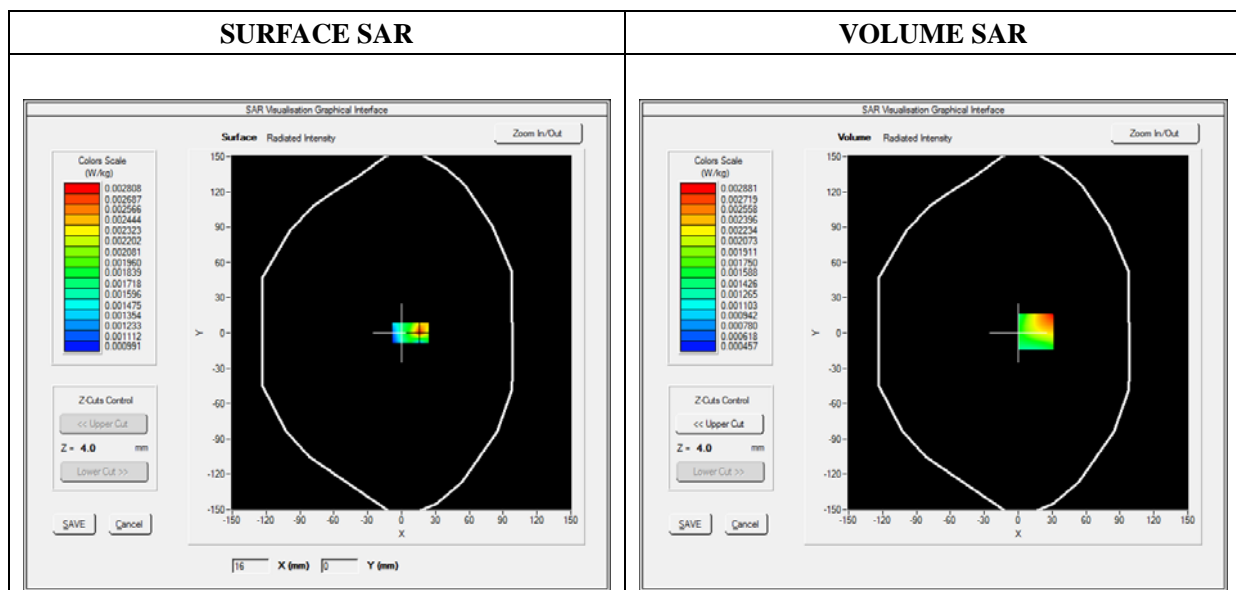 SURFACE SAR
VOLUME SAR
SAR Visualisation Graphical Interface
Surface Radiated Intensity
Zoom In/Out
Colors Scale
(W/kg)
0.002808
0.002687
0.002566
0.002444
0.002323
0.002202
0.002081
0.001960
0.001839
0.001718
0.001596
0.001475
0.001354
0.001233
0.001112
0.000991
Z-Cuts Control
<< Upper Cut
Z = 4.0 mm
Lower Cut >>
SAVE Cancel
150
120
90
60
30
0
-30
-60
-90
-120
-150
Y
-150 -120 -90 -60 -30 0 30 60 90 120 150
X
16 X (mm) 0 Y (mm)
SAR Visualisation Graphical Interface
Volume Radiated Intensity
Zoom In/Out
Colors Scale
(W/kg)
0.002881
0.002719
0.002558
0.002396
0.002234
0.002073
0.001911
0.001750
0.001588
0.001426
0.001265
0.001103
0.000942
0.000780
0.000618
0.000457
Z-Cuts Control
<< Upper Cut
Z = 4.0 mm
Lower Cut >>
SAVE Cancel
150
120
90
60
30
0
-30
-60
-90
-120
-150
Y
-150 -120 -90 -60 -30 0 30 60 90 120 150
X